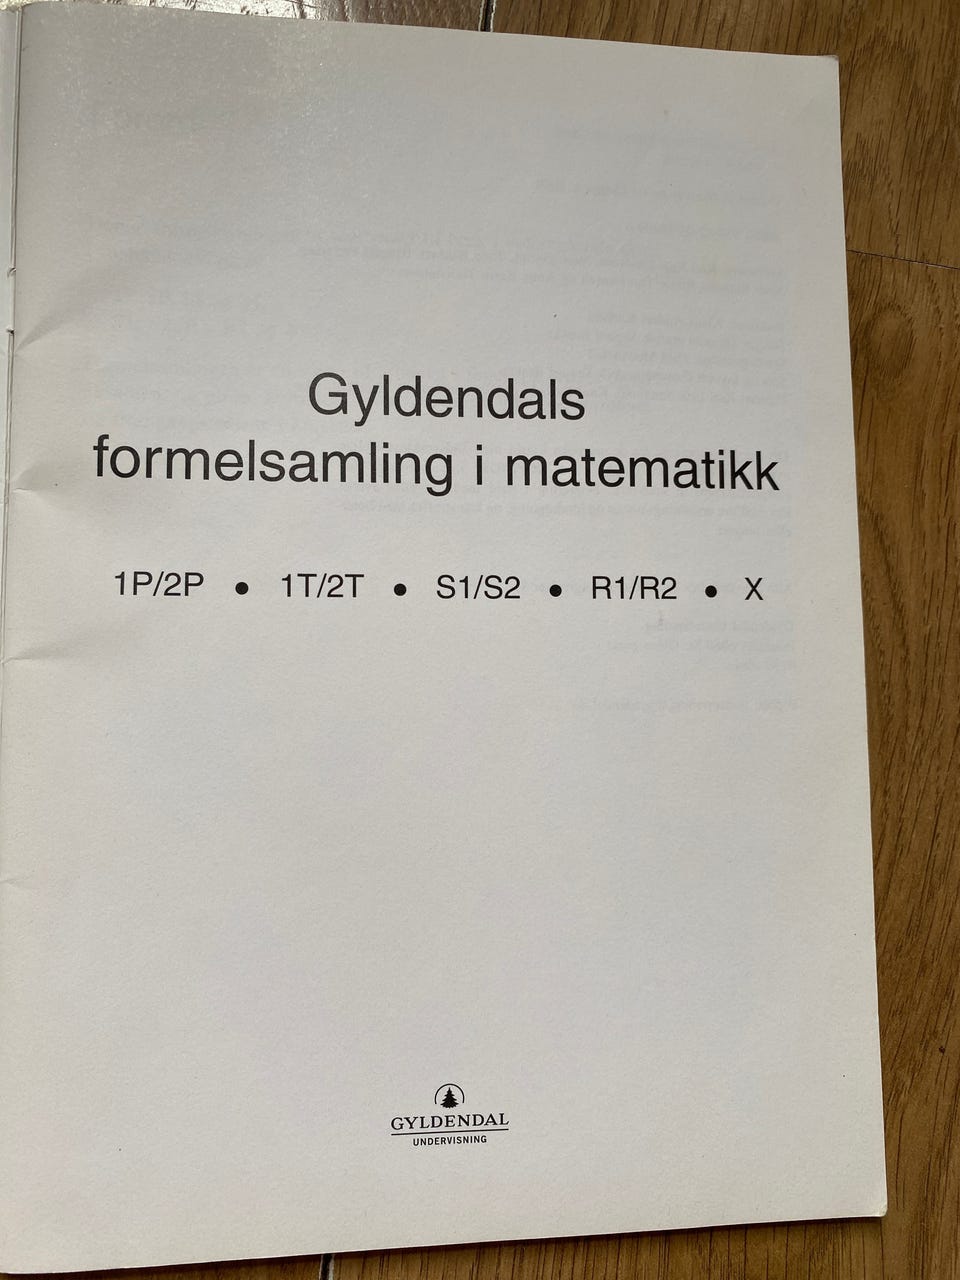 Gyldendals
formelsamling i matematikk
1P/2P • 1T/2T • S1/S2 • R1/R2 • X
GYLDENDAL
UNDERVISNING